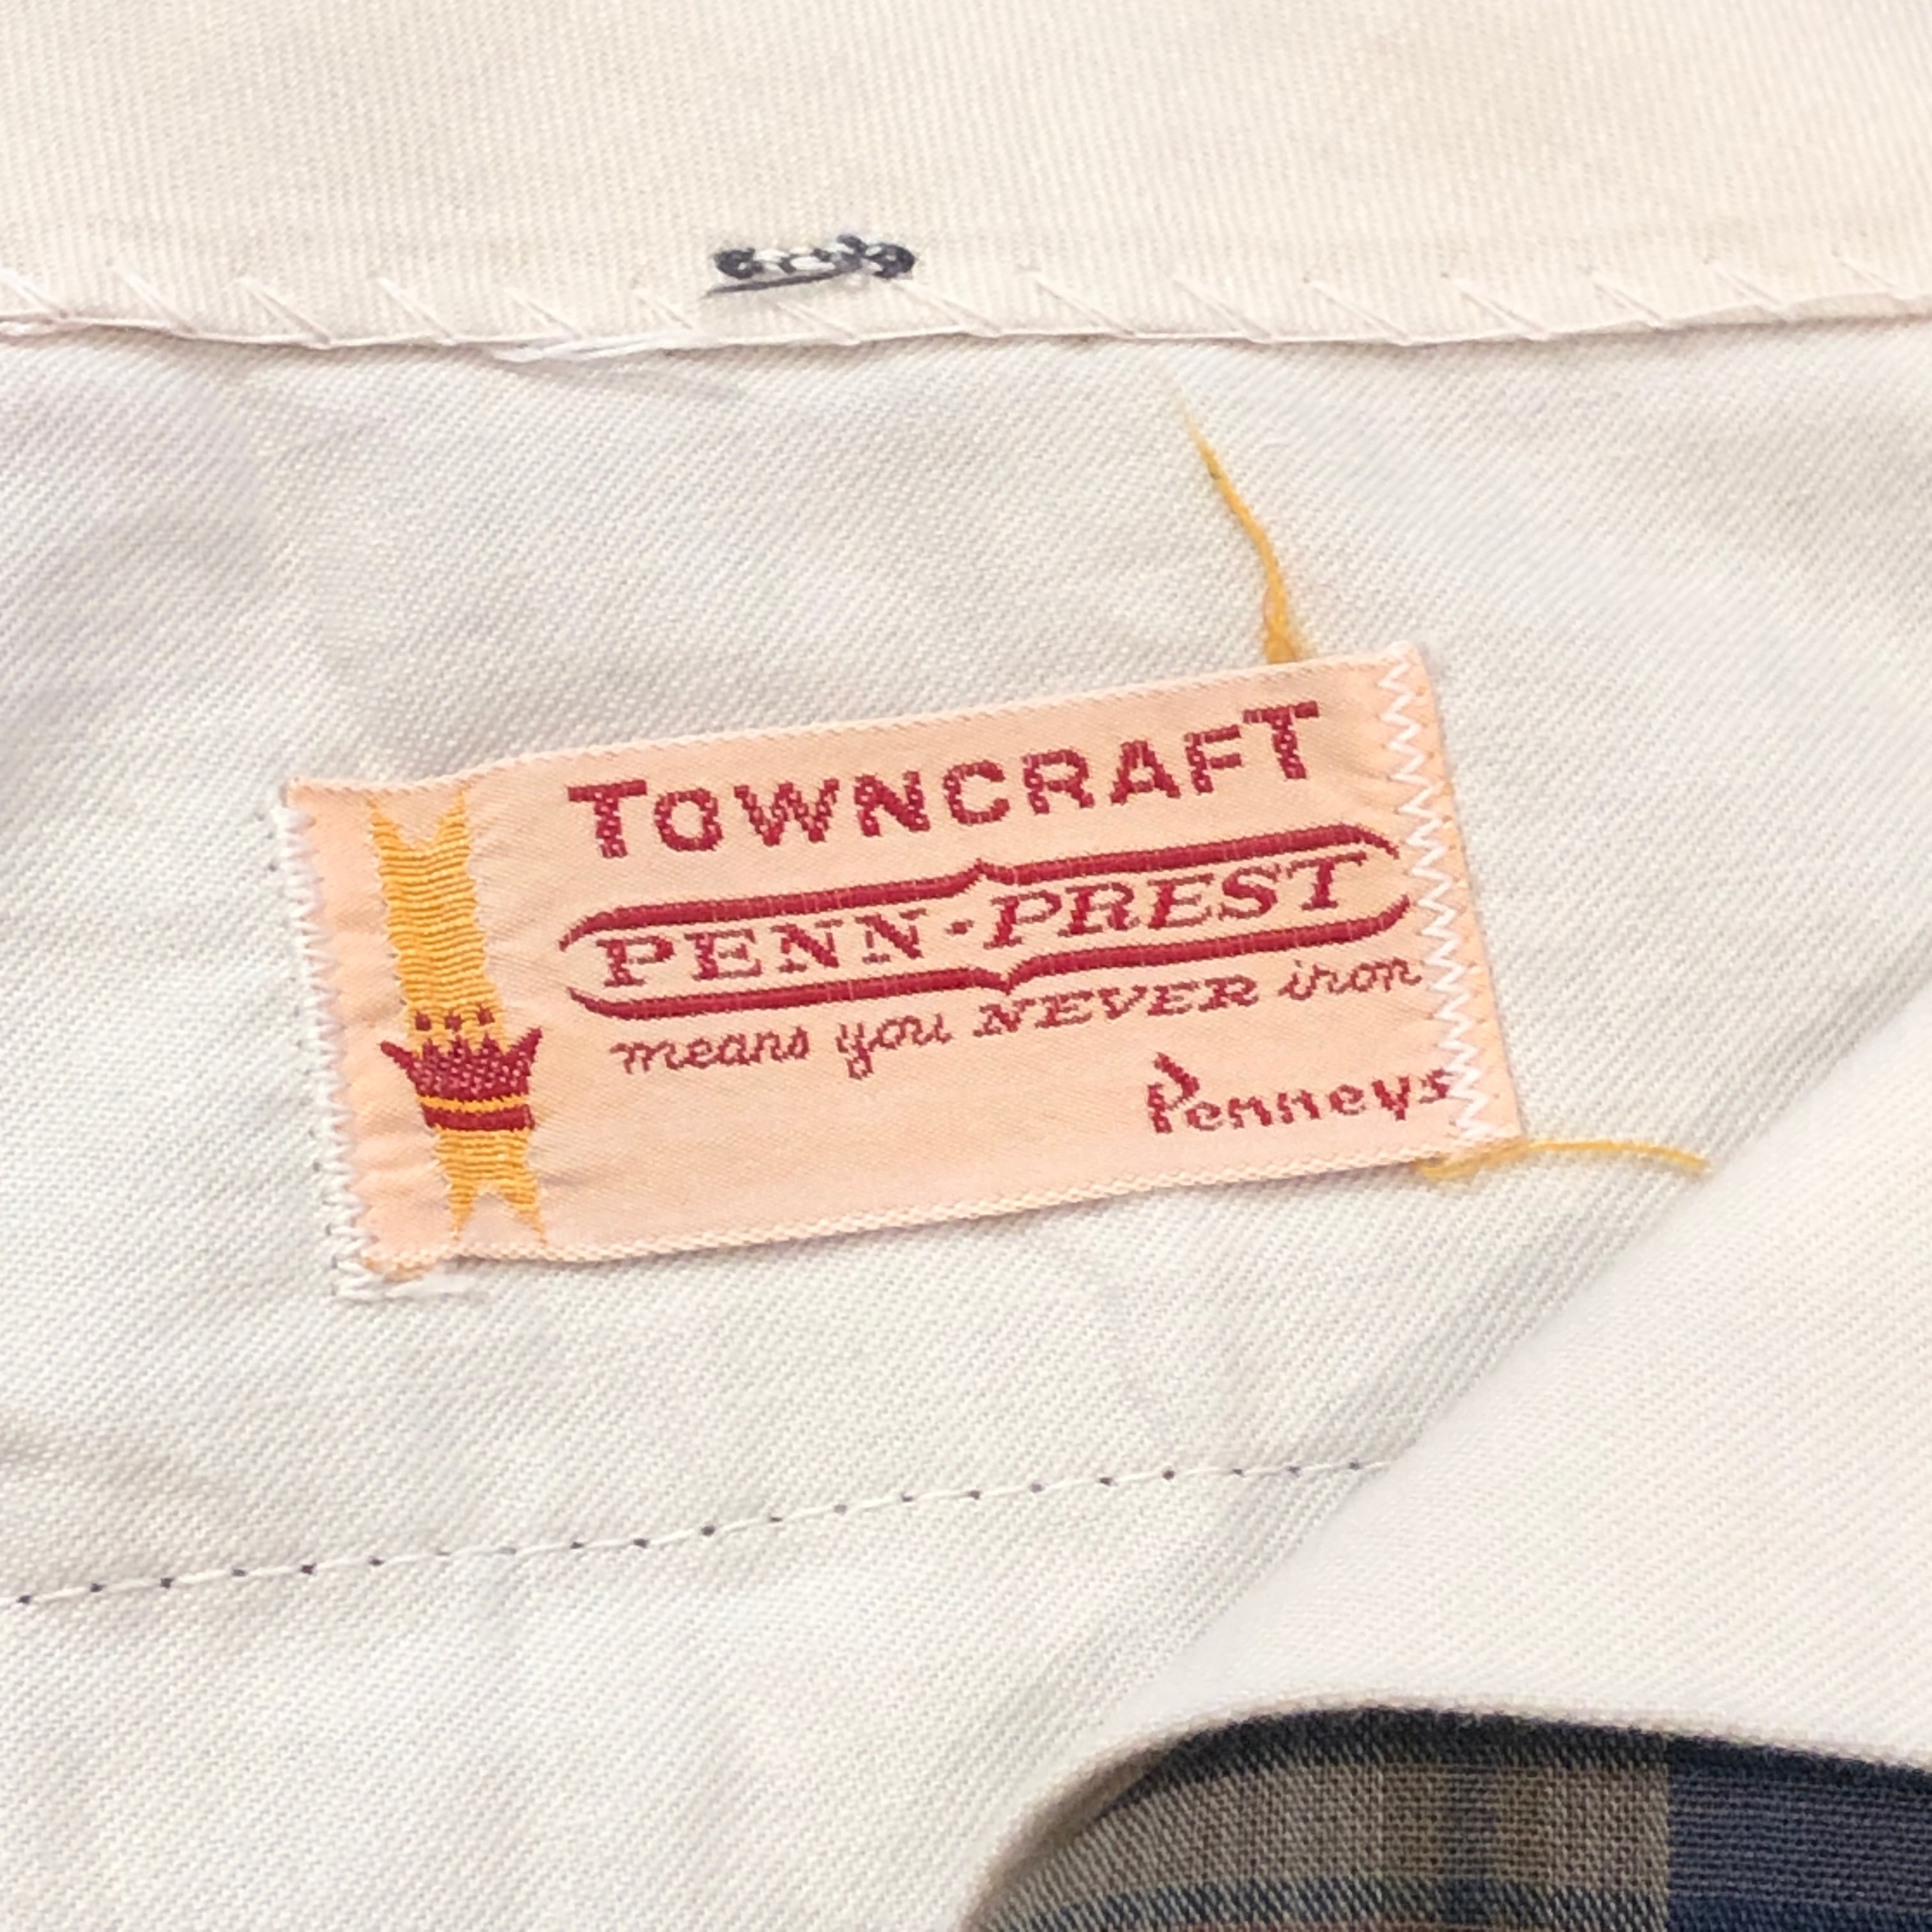 TOWNCRAFT
PENN-PREST
means you NEVER iron
Penneys